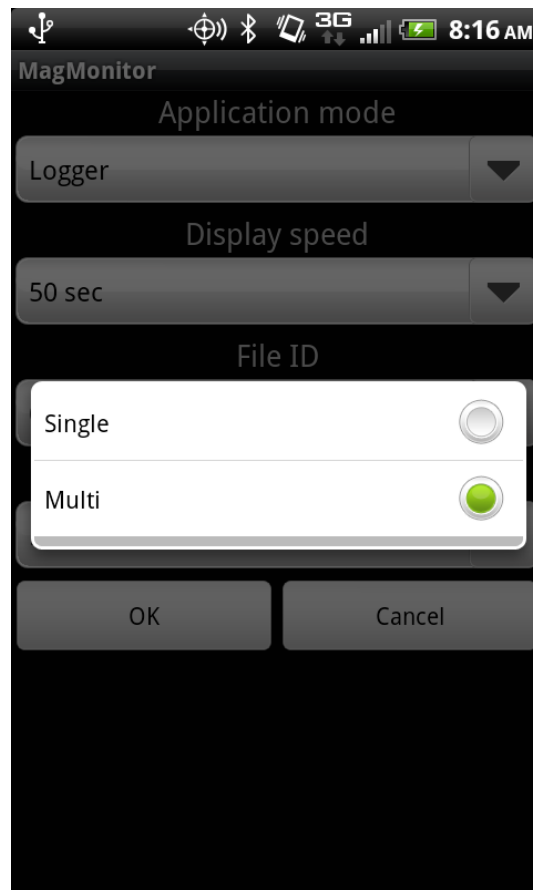 3G 8:16 AM
MagMonitor
Application mode
Logger
Display speed
50 sec
File ID
Single
Multi
OK
Cancel